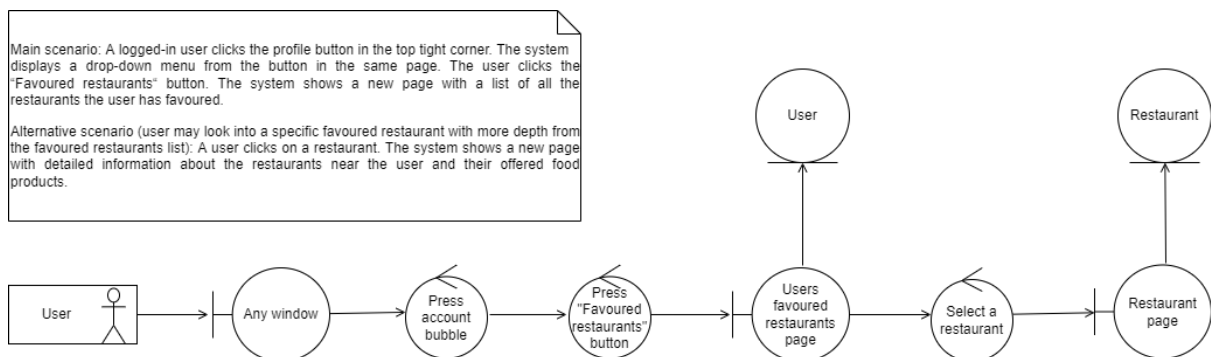 Main scenario: A logged-in user clicks the profile button in the top tight corner. The system
displays a drop-down menu from the button in the same page. The user clicks the
"Favoured restaurants" button. The system shows a new page with a list of all the
restaurants the user has favoured.
Alternative scenario (user may look into a specific favoured restaurant with more depth from
the favoured restaurants list): A user clicks on a restaurant. The system shows a new page
with detailed information about the restaurants near the user and their offered food
products.
User
Restaurant
User
Any window
Press
account
bubble
Press
"Favoured
restaurants"
button
Users
favoured
restaurants
page
Select a
restaurant
Restaurant
page